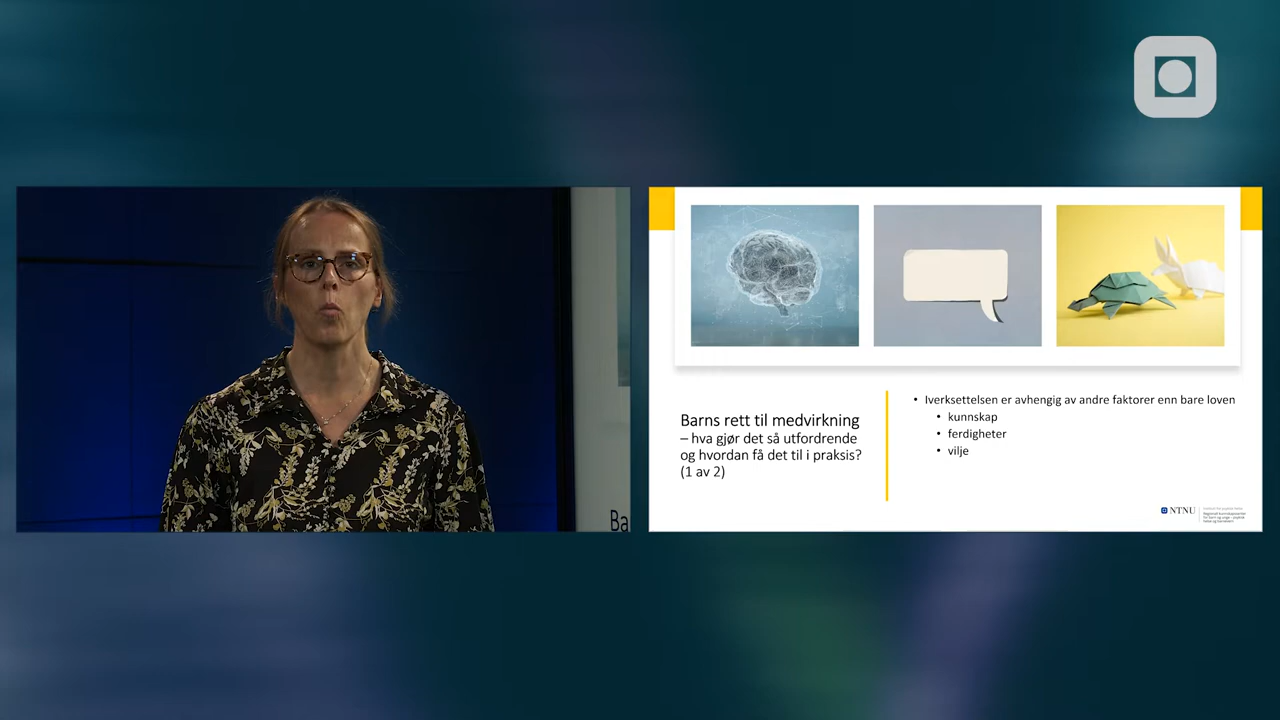 Ba
Barns rett til medvirkning
– hva gjør det så utfordrende
og hvordan få det til i praksis?
(1 av 2)
• Iverksettelsen er avhengig av andre faktorer enn bare loven
• kunnskap
• ferdigheter
• vilje
NTNU